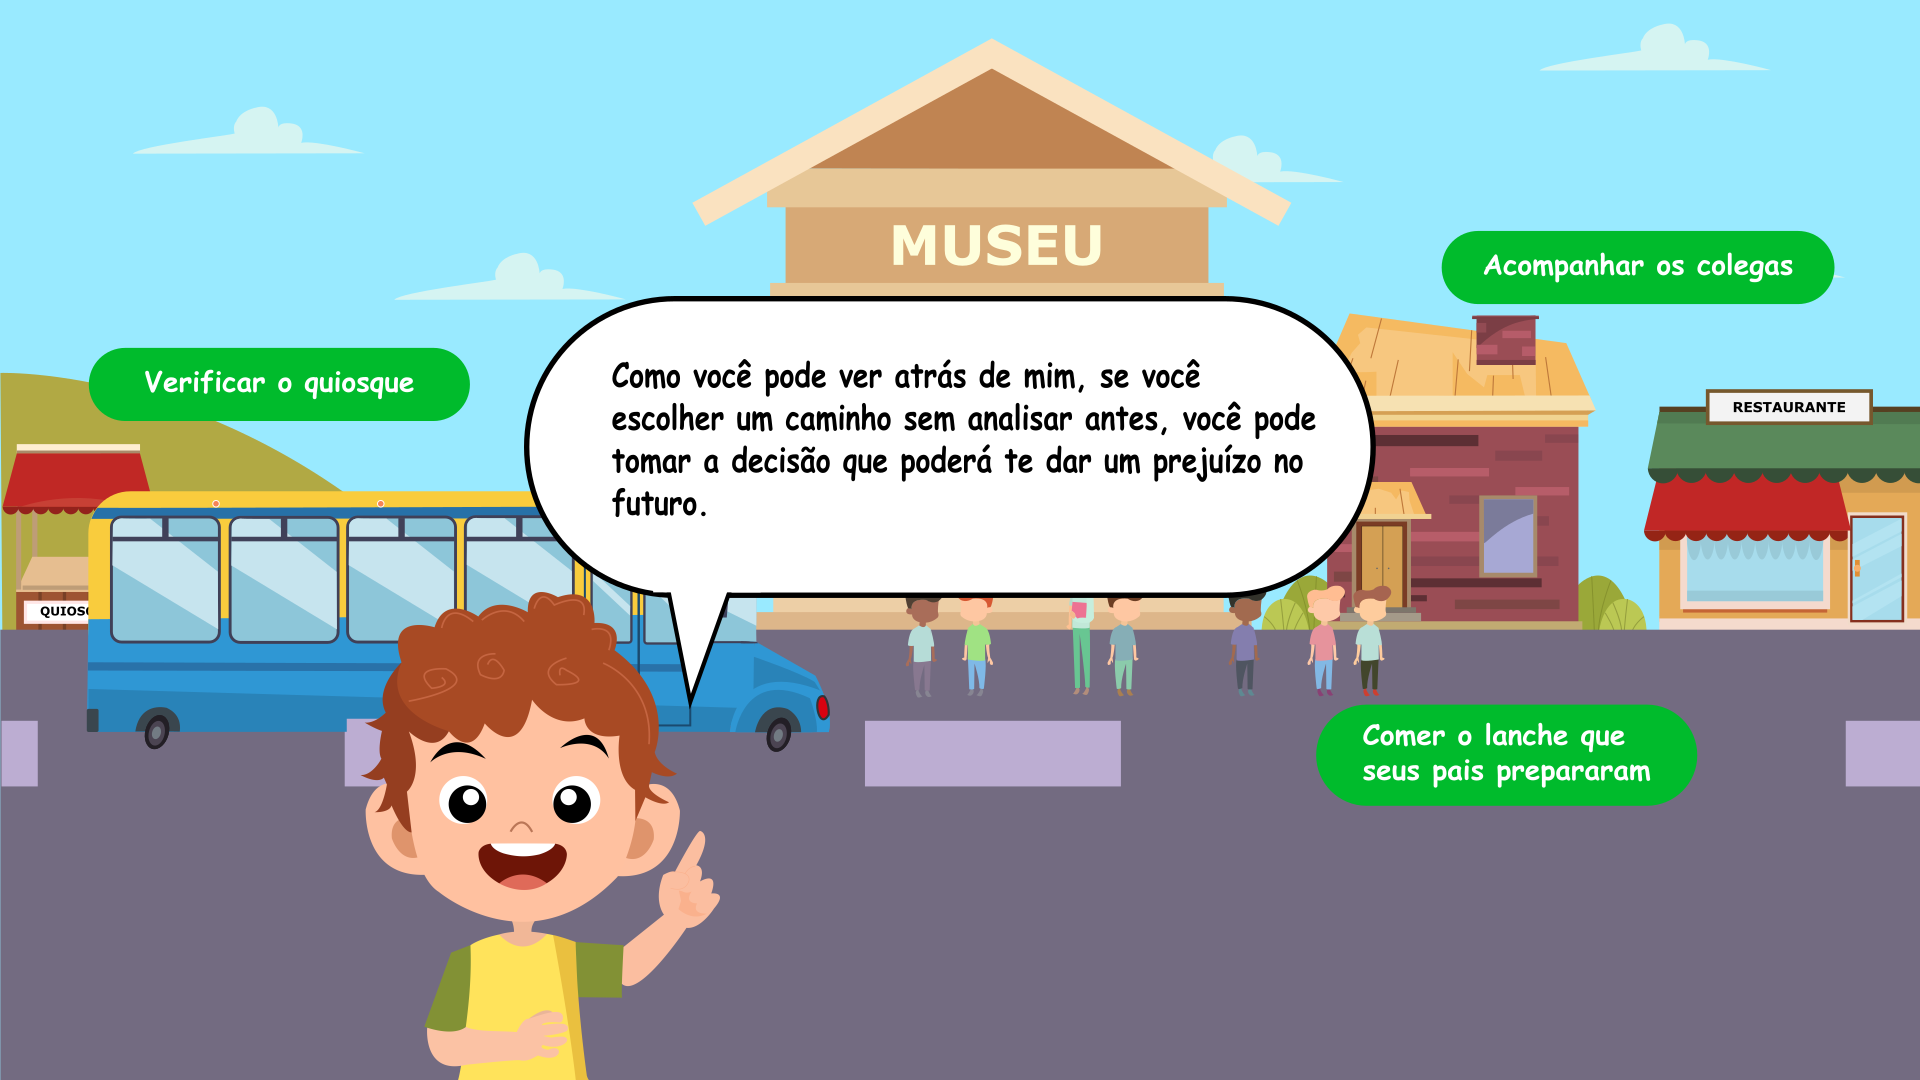 MUSEU
Acompanhar os colegas
Verificar o quiosque
Como você pode ver atrás de mim, se você
escolher um caminho sem analisar antes, você pode
tomar a decisão que poderá te dar um prejuízo no
futuro.
RESTAURANTE
QUIOS
Comer o lanche que
seus pais prepararam